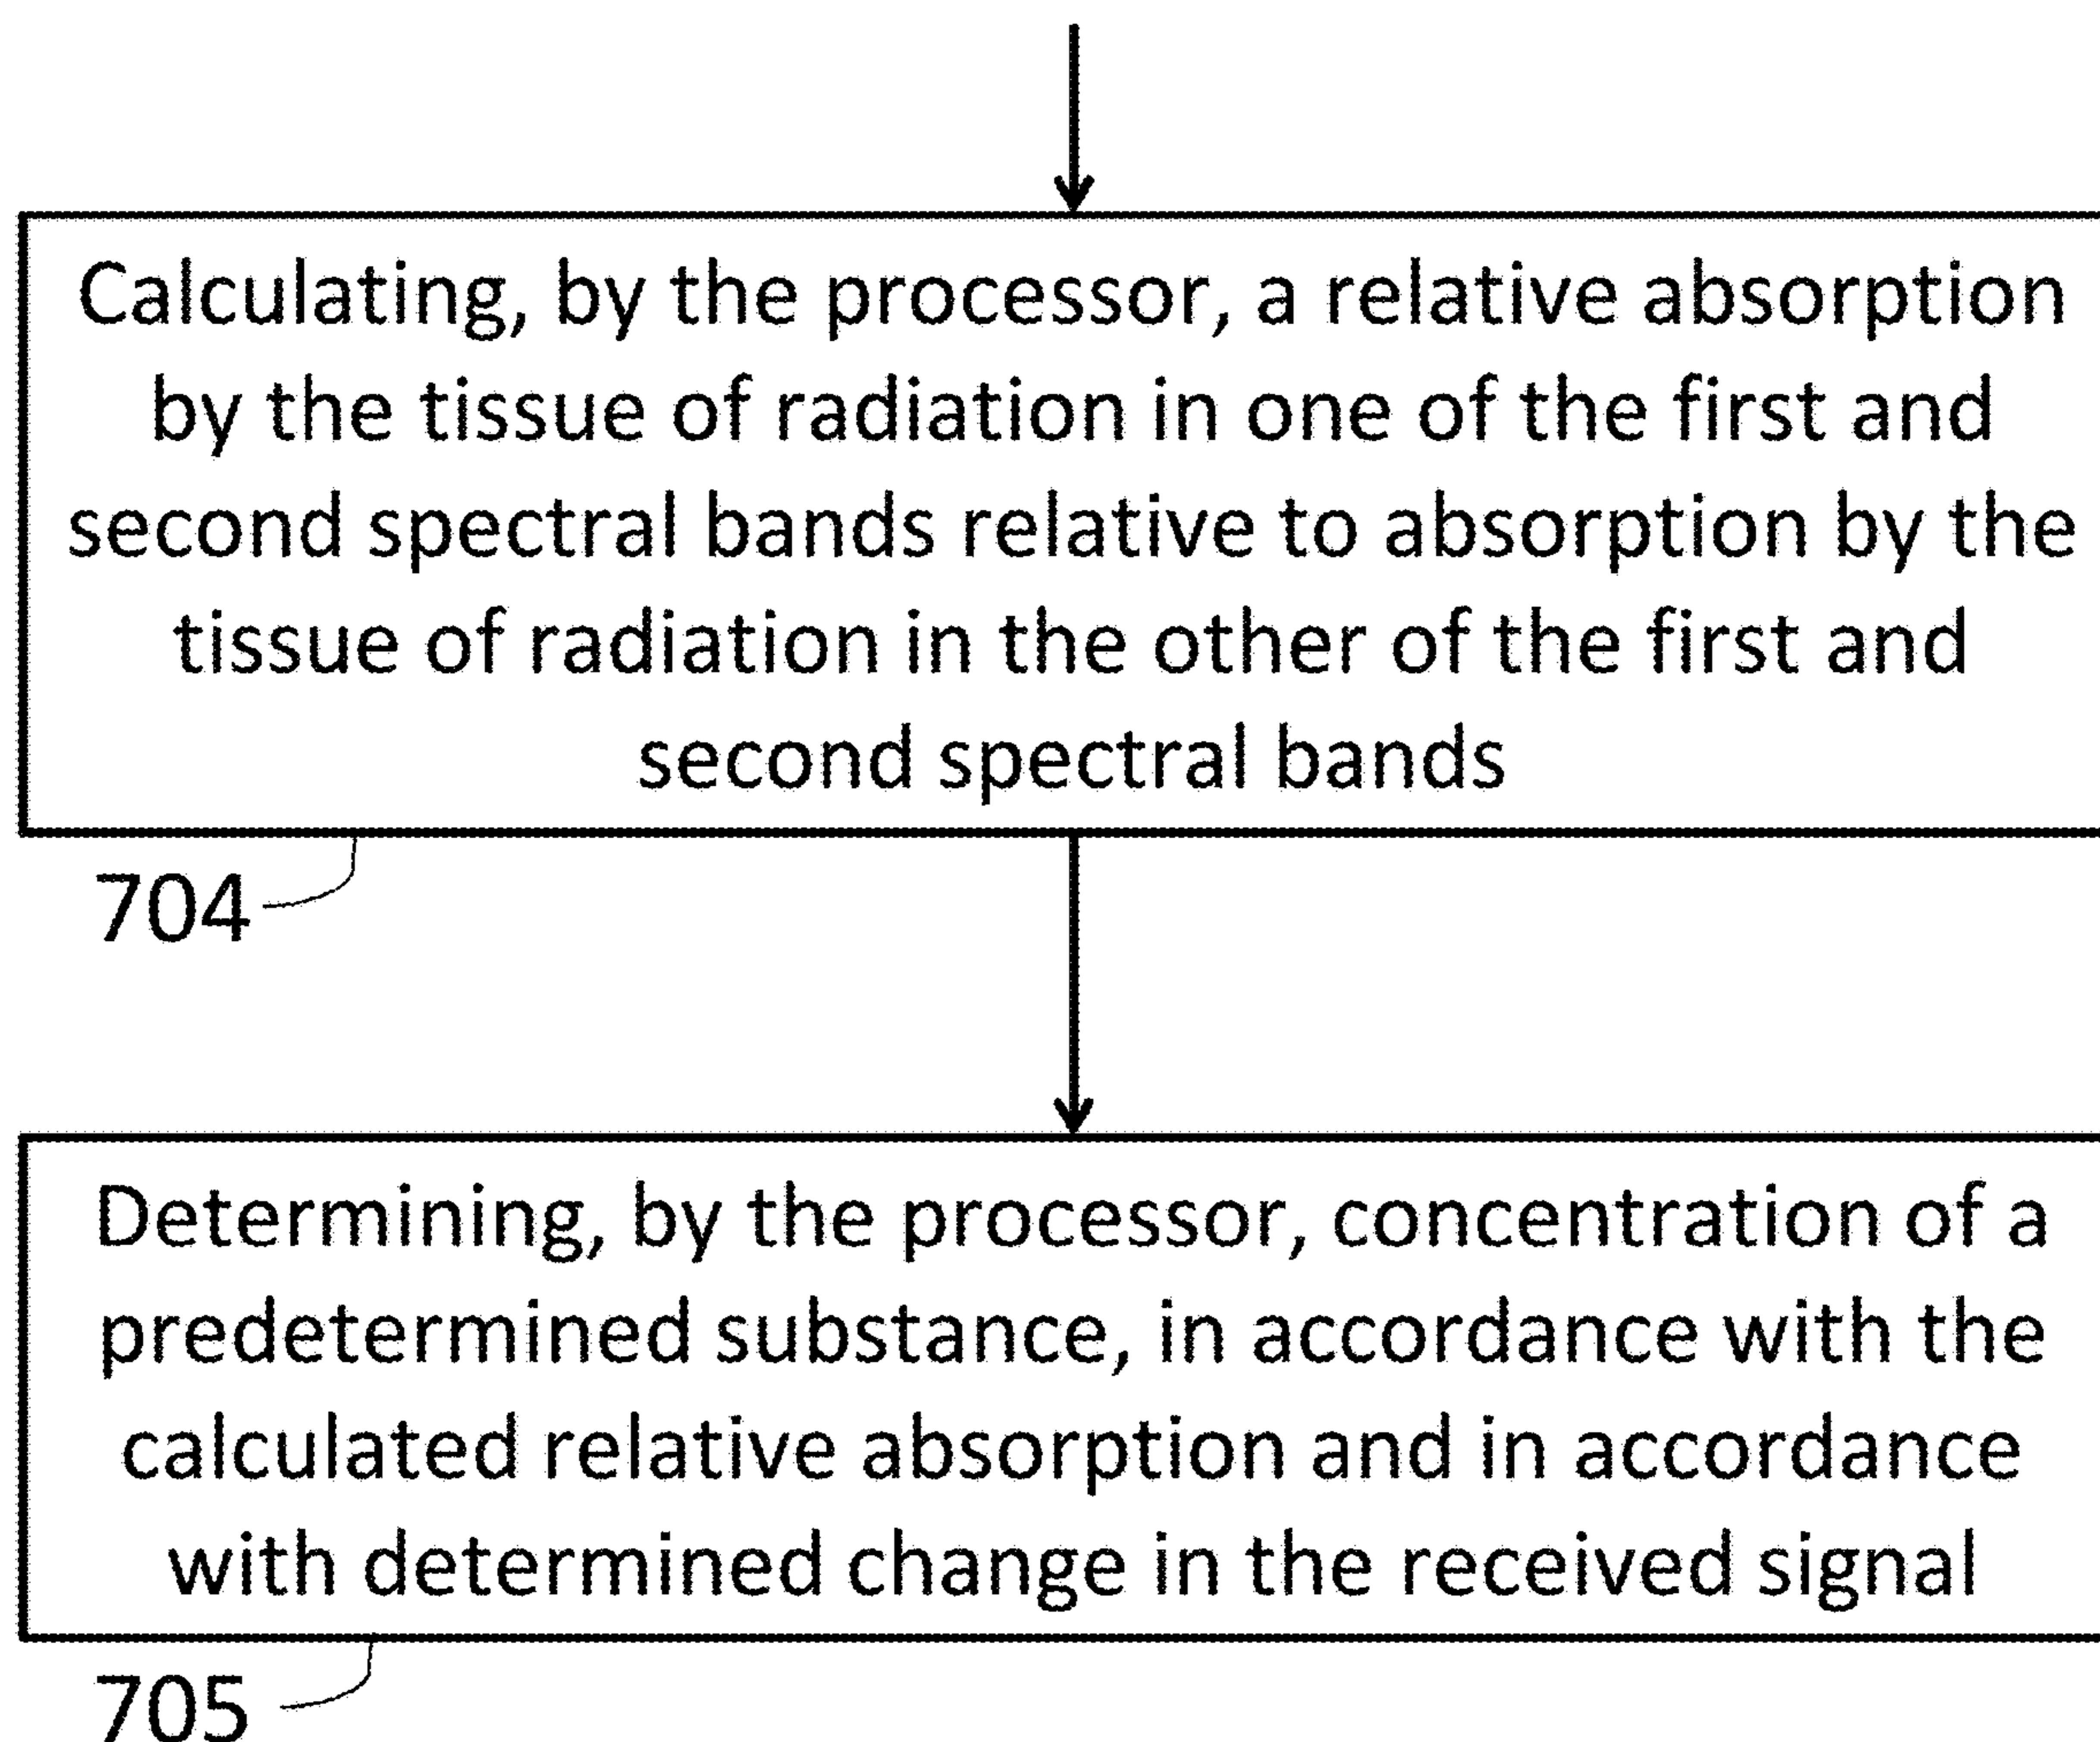 Calculating, by the processor, a relative absorption
by the tissue of radiation in one of the first and
second spectral bands relative to absorption by the
tissue of radiation in the other of the first and
second spectral bands
704
Determining, by the processor, concentration of a
predetermined substance, in accordance with the
calculated relative absorption and in accordance
with determined change in the received signal
705